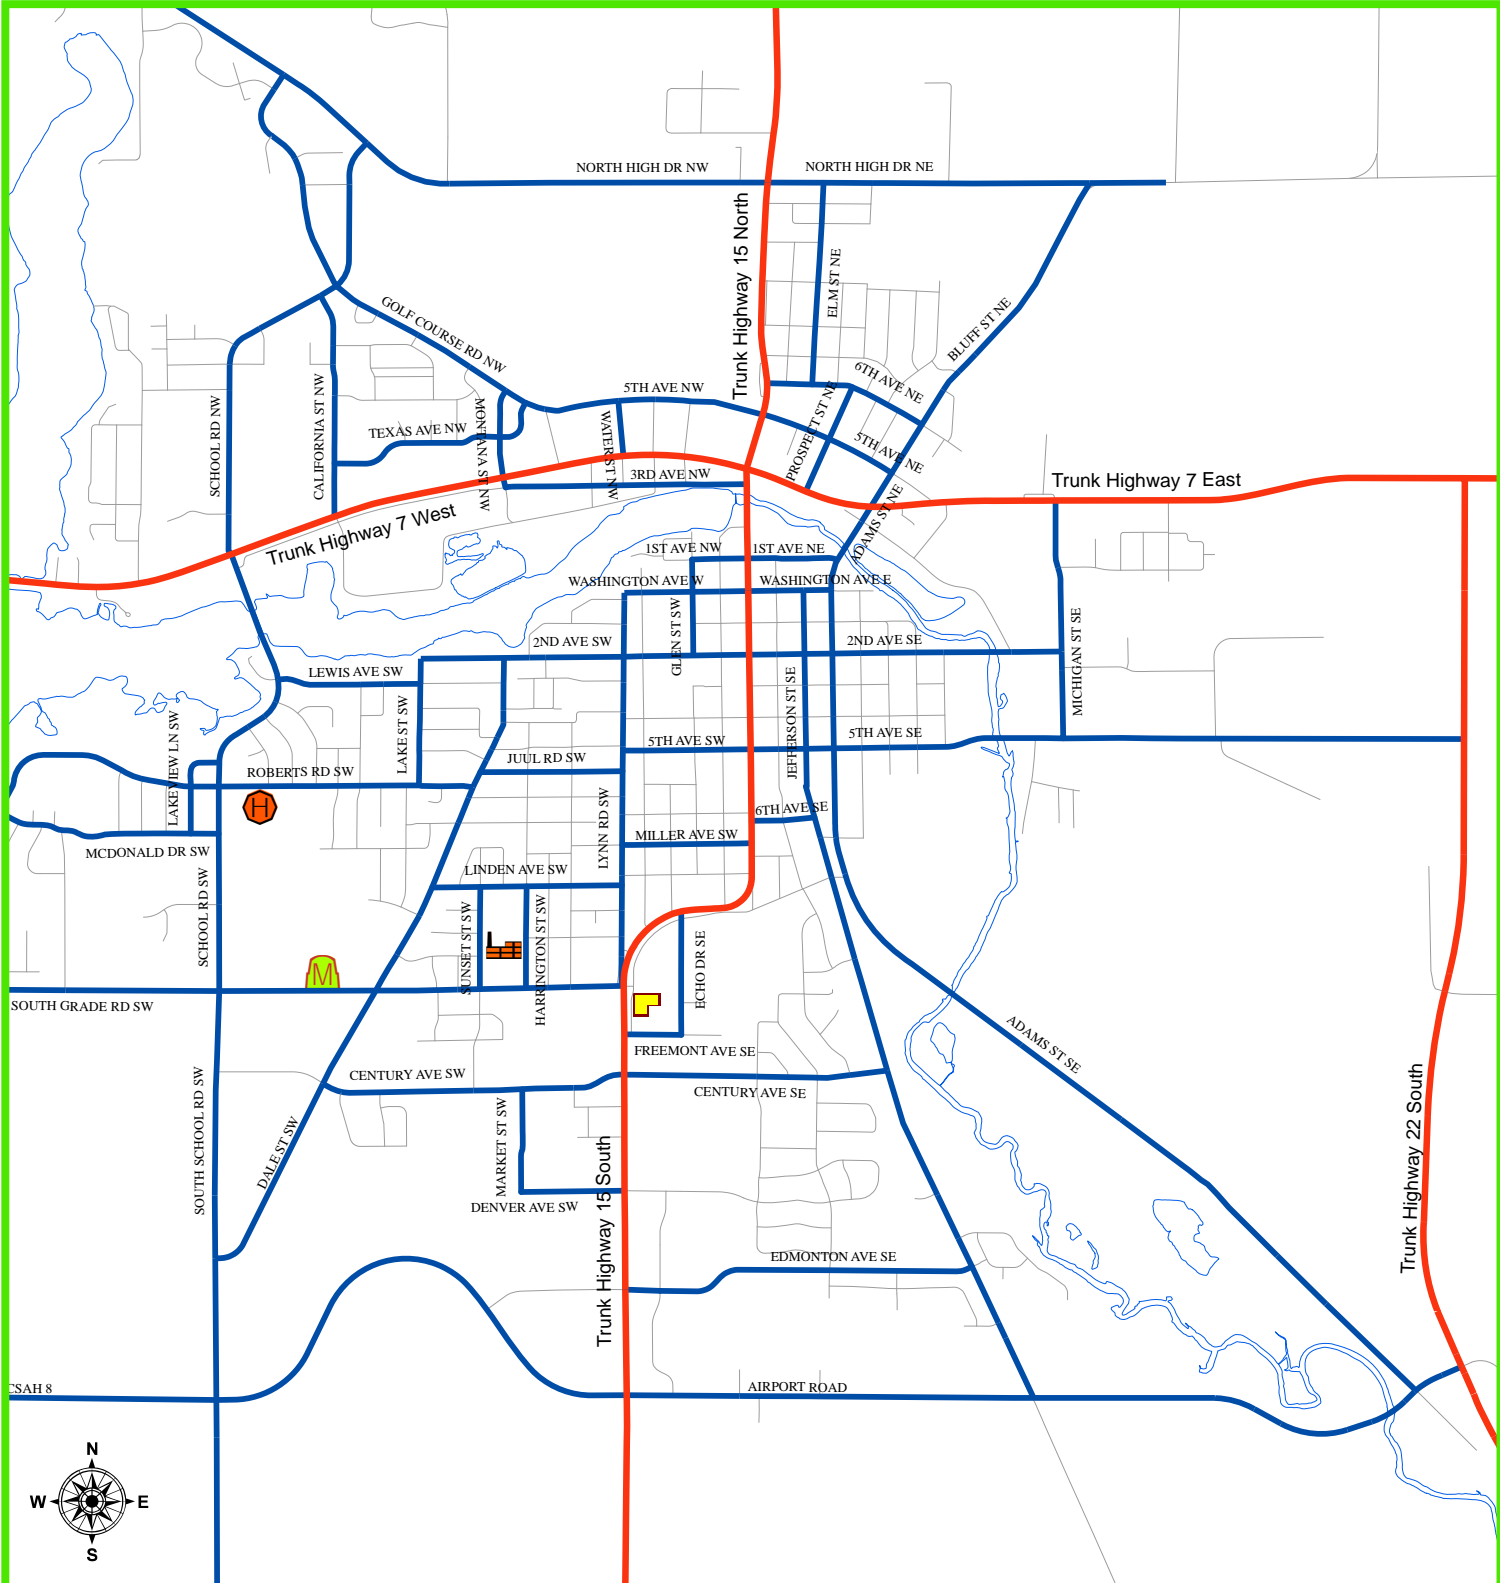 NORTH HIGH DR NW
NORTH HIGH DR NE
Trunk Highway 15 North
ELM ST NE
GOLF COURSE RD NW
BLUFF ST NE
6TH AVE NE
5TH AVE NW
SCHOOL RD NW
CALIFORNIA ST NW
TEXAS AVE NW
MONTANA ST NW
WATER ST NW
PROSPECT ST NE
5TH AVE NE
3RD AVE NW
Trunk Highway 7 East
Trunk Highway 7 West
ADAMS ST NE
1ST AVE NW
1ST AVE NE
WASHINGTON AVE W
WASHINGTON AVE E
GLEN ST SW
2ND AVE SW
2ND AVE SE
MICHIGAN ST SE
LEWIS AVE SW
LAKE ST SW
LAKEVIEW LN SW
JEFFERSON ST SE
5TH AVE SW
5TH AVE SE
JUUL RD SW
ROBERTS RD SW
H
LYNN RD SW
6TH AVE SE
MILLER AVE SW
MCDONALD DR SW
LINDEN AVE SW
SCHOOL RD SW
SUNSET ST SW
HARRINGTON ST SW
ECHO DR SE
M
SOUTH GRADE RD SW
FREEMONT AVE SE
ADAMS ST SE
CENTURY AVE SW
CENTURY AVE SE
SOUTH SCHOOL RD SW
DALE ST SW
MARKET ST SW
Trunk Highway 15 South
Trunk Highway 22 South
DENVER AVE SW
EDMONTON AVE SE
CSAH 8
AIRPORT ROAD
N
W
E
S